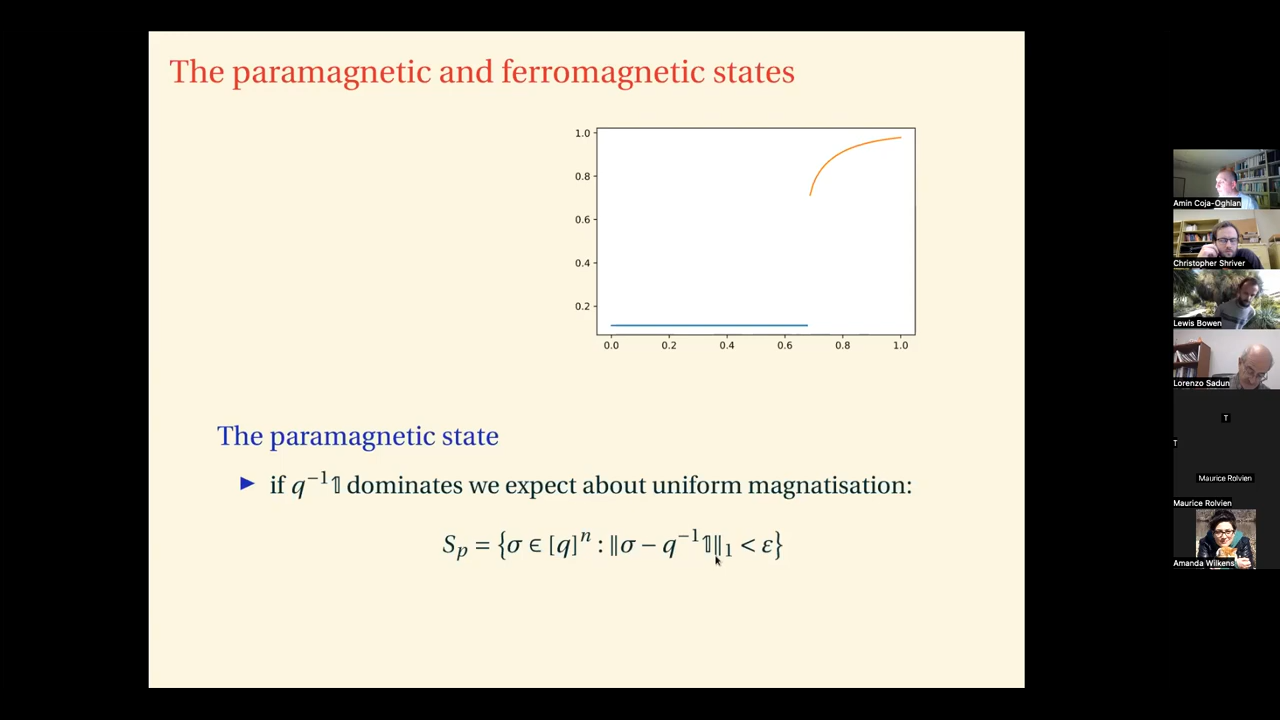 The paramagnetic and ferromagnetic states
1.0
0.8
0.6
0.4
0.2
0.0 0.2 0.4 0.6 0.8 1.0
The paramagnetic state
▶ if q⁻¹𝟙 dominates we expect about uniform magnatisation:
Sₚ = {σ ∈ [q]ⁿ : ‖σ − q⁻¹𝟙‖₁ < ε}
Amin Coja-Oghlan
Christopher Shriver
Lewis Bowen
Lorenzo Sadun
T
T
Maurice Rolvien
Maurice Rolvien
Amanda Wilkens